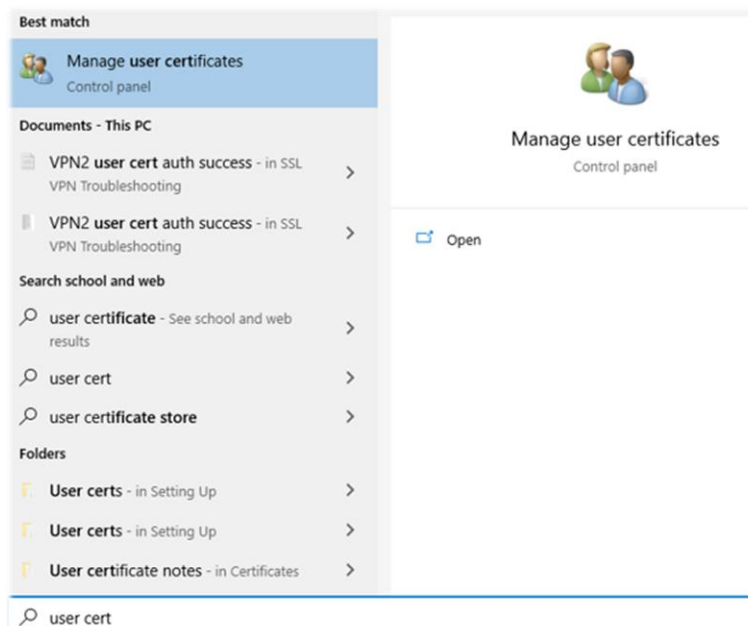 Best match
Manage user certificates
Control panel
Documents - This PC
VPN2 user cert auth success - in SSL
VPN Troubleshooting
VPN2 user cert auth success - in SSL
VPN Troubleshooting
Search school and web
user certificate - See school and web
results
user cert
user certificate store
Folders
User certs - in Setting Up
User certs - in Setting Up
User certificate notes - in Certificates
user cert
Manage user certificates
Control panel
Open